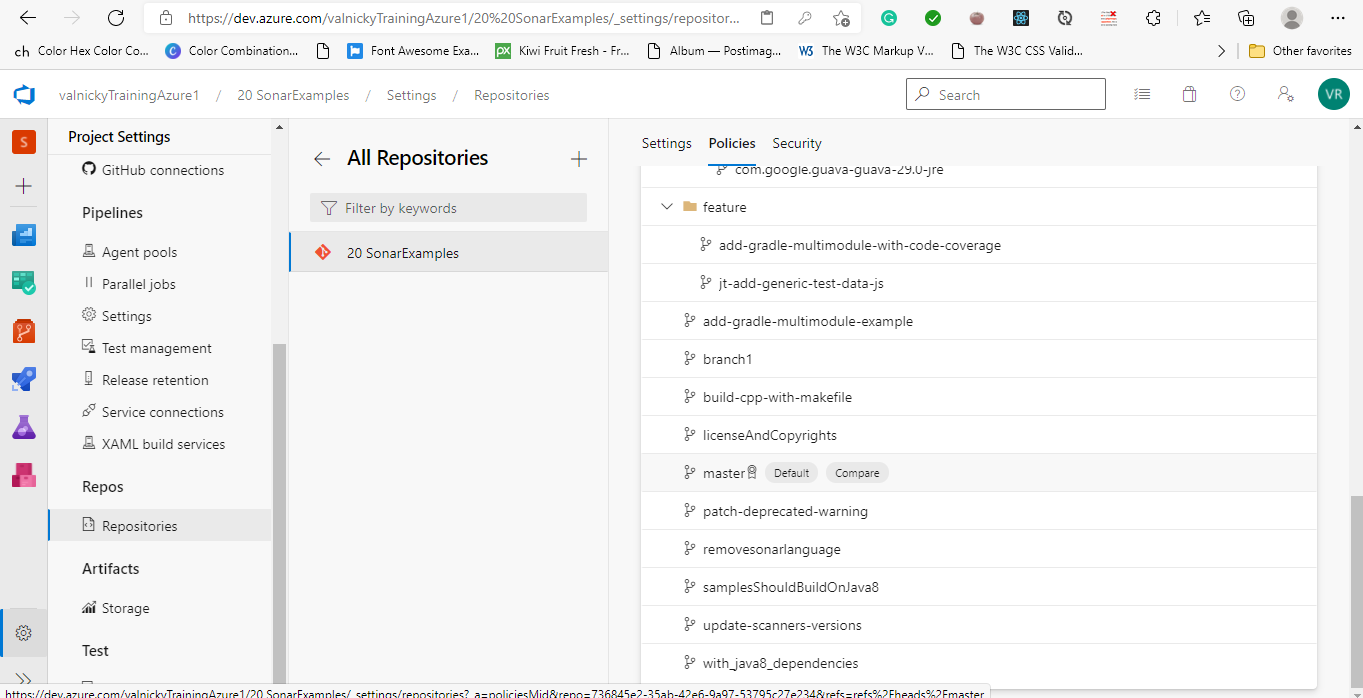 https://dev.azure.com/valnickyTrainingAzure1/20%20SonarExamples/_settings/repositor...
ch Color Hex Color Co...
C Color Combination...
Font Awesome Exa...
px Kiwi Fruit Fresh - Fr...
Album — Postimag...
W3 The W3C Markup V...
The W3C CSS Valid...
Other favorites
valnickyTrainingAzure1 / 20 SonarExamples / Settings / Repositories
Search
VR
S
Project Settings
GitHub connections
Pipelines
Agent pools
Parallel jobs
Settings
Test management
Release retention
Service connections
XAML build services
Repos
Repositories
Artifacts
Storage
Test
All Repositories
Filter by keywords
20 SonarExamples
Settings Policies Security
com.google.guava-guava-29.0-jre
feature
add-gradle-multimodule-with-code-coverage
jt-add-generic-test-data-js
add-gradle-multimodule-example
branch1
build-cpp-with-makefile
licenseAndCopyrights
master Default Compare
patch-deprecated-warning
removesonarlanguage
samplesShouldBuildOnJava8
update-scanners-versions
with_java8_dependencies
https://dev.azure.com/valnickyTrainingAzure1/20 SonarExamples/_settings/repositories?_a=policiesMid&repo=736845e2-35ab-42e6-9a97-53795c27e234&refs=refs%2Fheads%2Fmaster